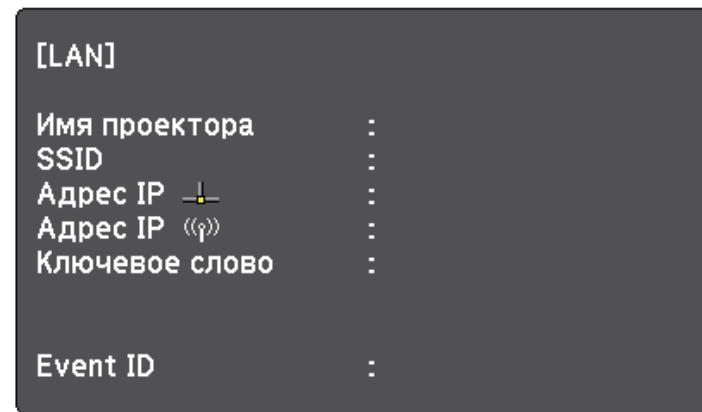 [LAN]
Имя проектора :
SSID :
Адрес IP :
Адрес IP :
Ключевое слово :
Event ID :